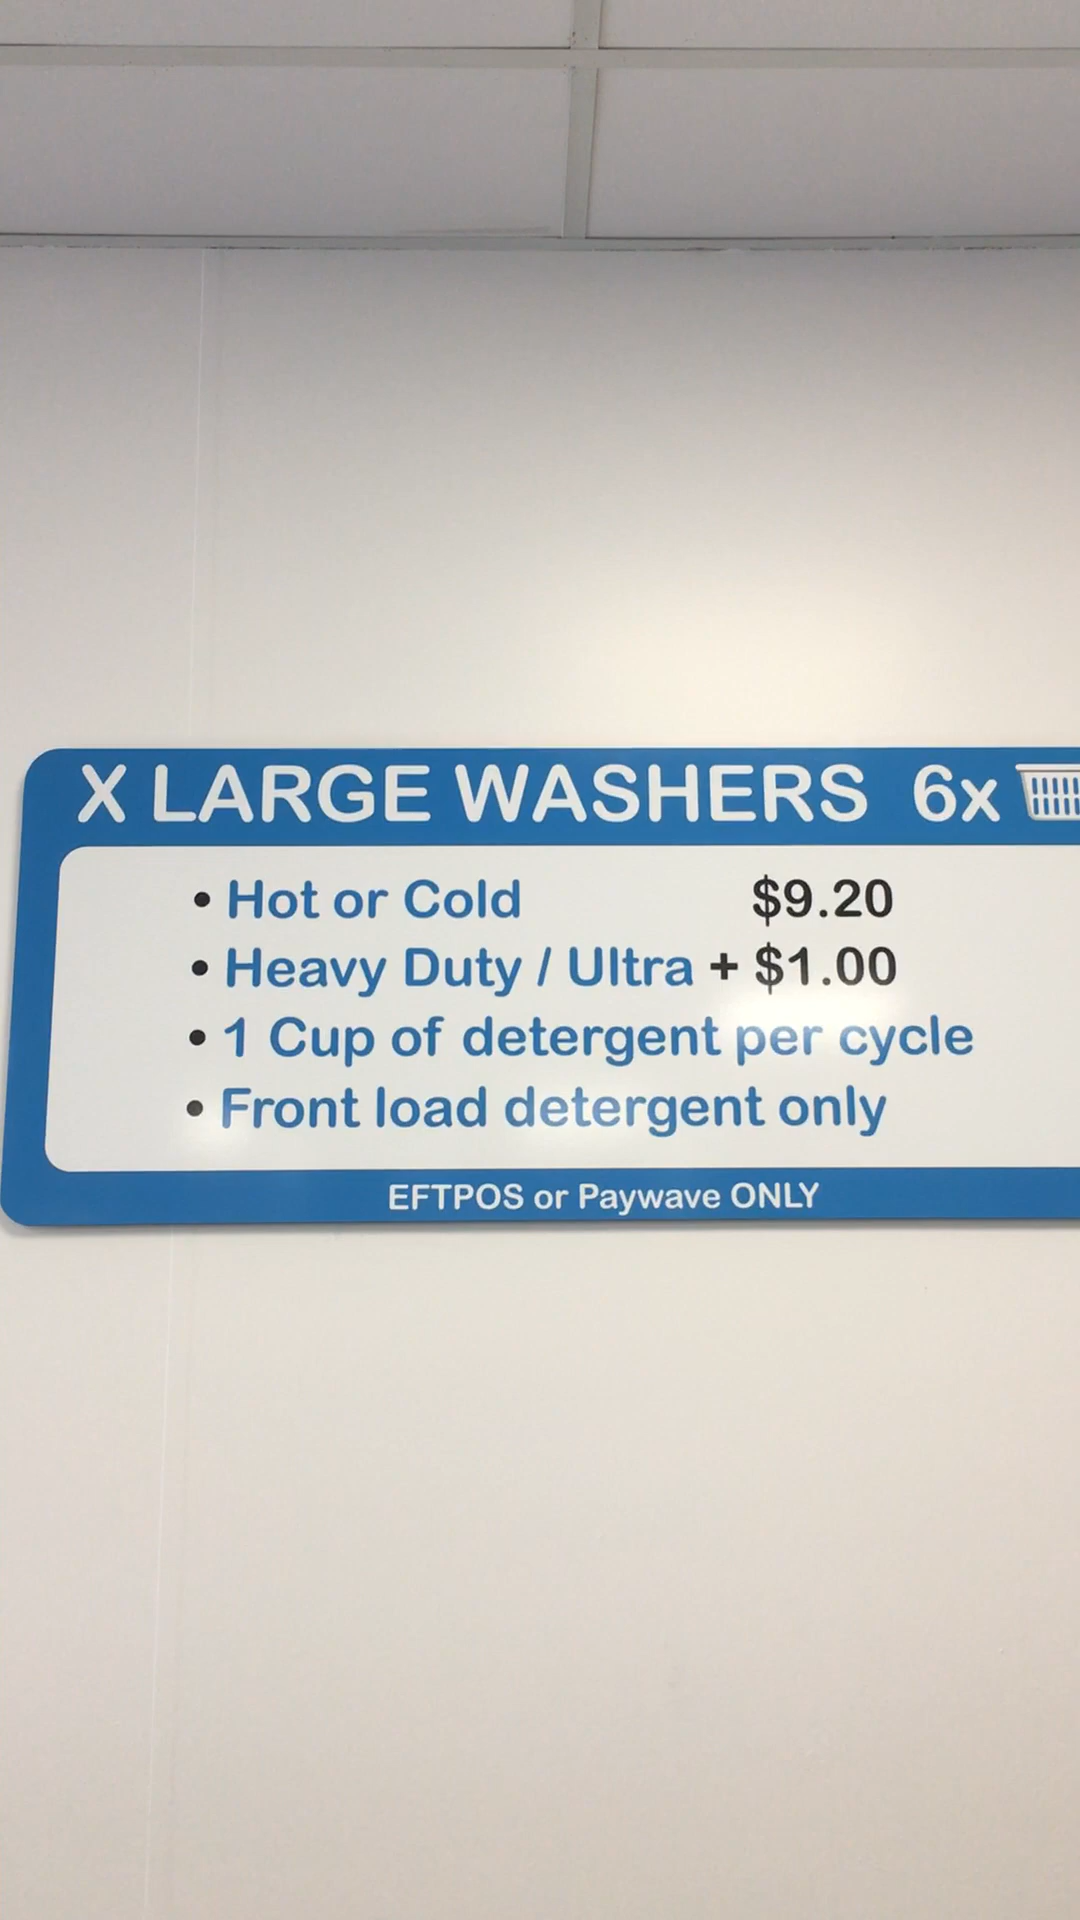 X LARGE WASHERS 6x
• Hot or Cold $9.20
• Heavy Duty / Ultra + $1.00
• 1 Cup of detergent per cycle
• Front load detergent only
EFTPOS or Paywave ONLY